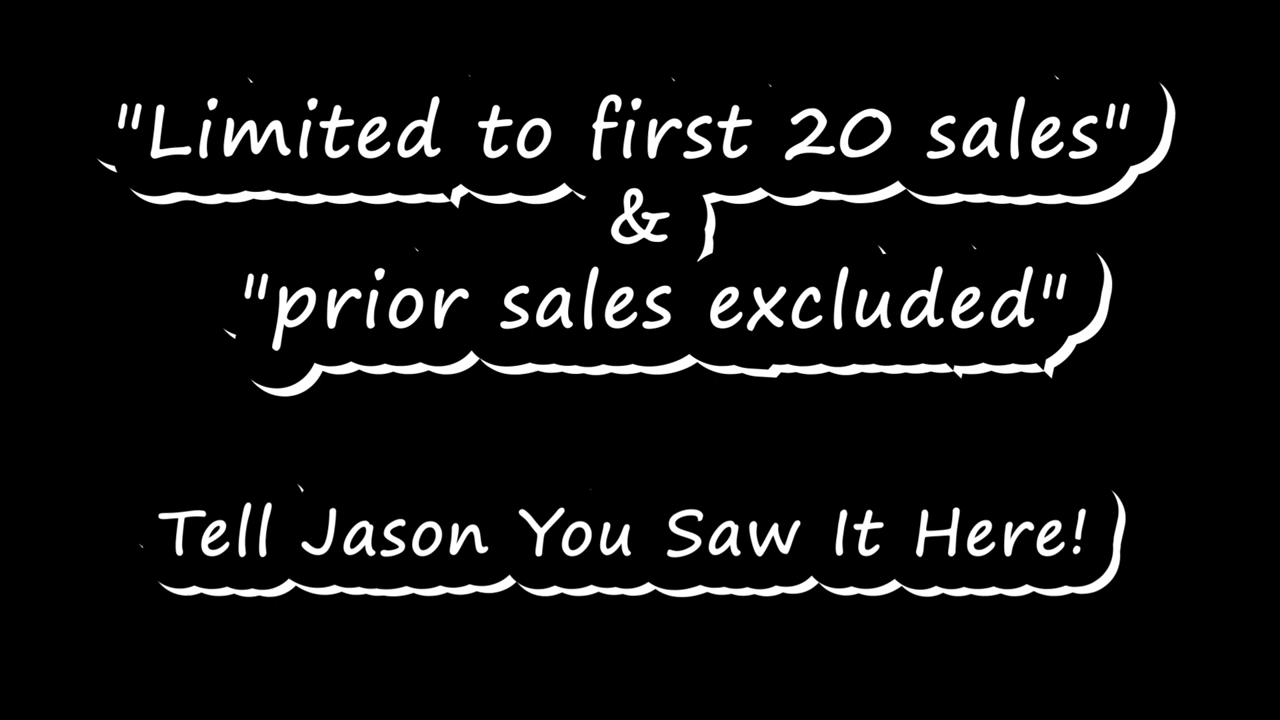 "Limited to first 20 sales"
&
"prior sales excluded"
Tell Jason You Saw It Here!